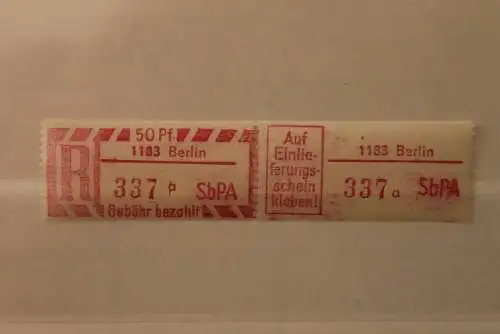 50 Pf
1183 Berlin
R
337
SbPA
Gebühr bezahlt
Auf
Einlie-
ferungs-
schein
kleben!
1183 Berlin
337 a
SbPA